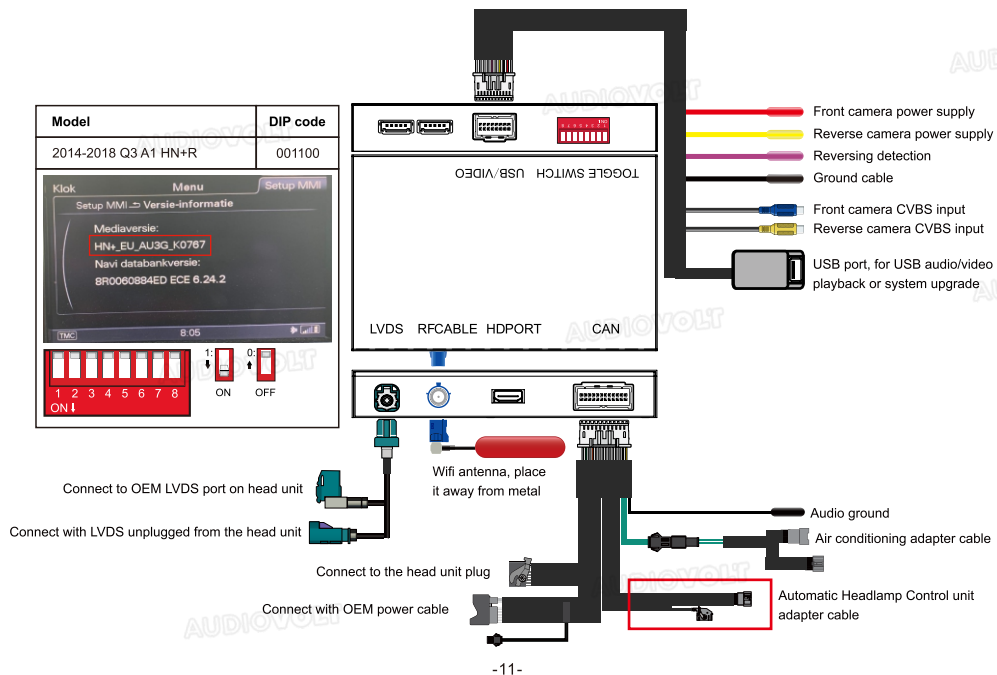 Model DIP code
2014-2018 Q3 A1 HN+R 001100
Klok Menu Setup MMI
Setup MMI Versie-informatie
Mediaversie:
HN+_EU_AU3G_K0767
Navi databankversie:
8R0060884ED ECE 6.24.2
TMC 8:05
1 2 3 4 5 6 7 8
ON
1: 0:
ON OFF
USB/VIDEO TOGGLE SWITCH
LVDS RFCABLE HDPORT CAN
Front camera power supply
Reverse camera power supply
Reversing detection
Ground cable
Front camera CVBS input
Reverse camera CVBS input
USB port, for USB audio/video
playback or system upgrade
Wifi antenna, place
it away from metal
Connect to OEM LVDS port on head unit
Connect with LVDS unplugged from the head unit
Connect to the head unit plug
Connect with OEM power cable
Audio ground
Air conditioning adapter cable
Automatic Headlamp Control unit
adapter cable
-11-
AUDIOVOLT
AUDIOVOLT
AUDIOVOLT
AUDIOVOLT
AUDIOVOLT
AUDIOVOLT